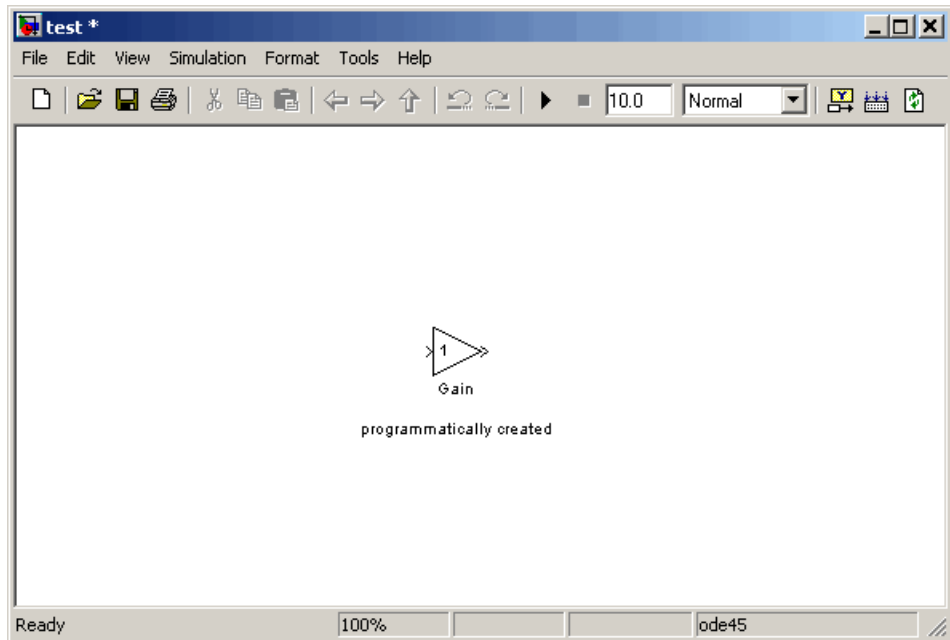 test *
File Edit View Simulation Format Tools Help
10.0 Normal
1
Gain
programmatically created
Ready 100% ode45